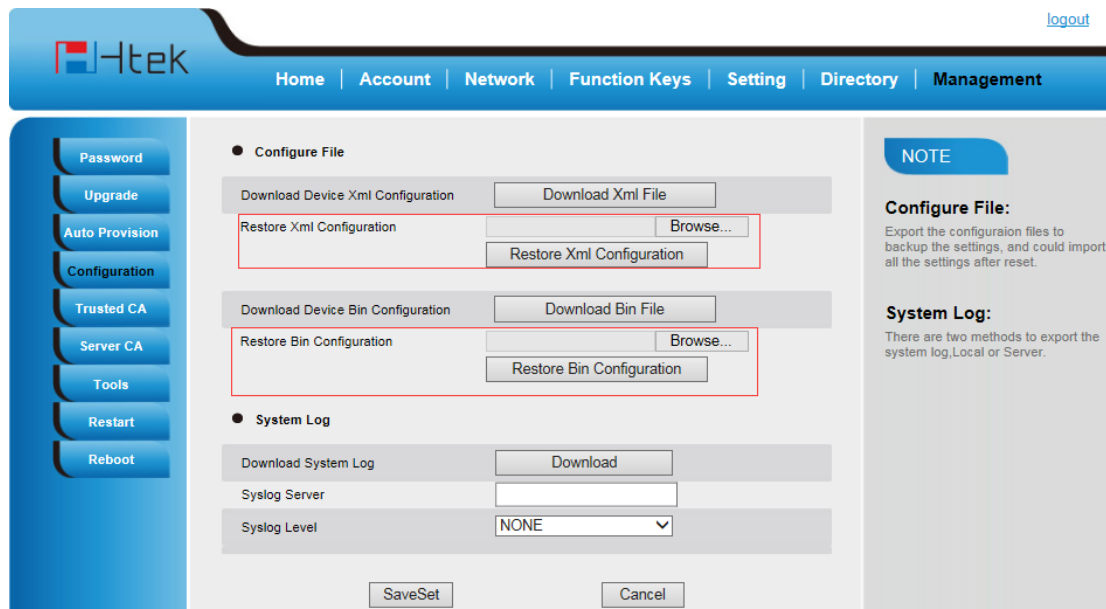 logout
Htek
Home Account Network Function Keys Setting Directory Management
Password
Upgrade
Auto Provision
Configuration
Trusted CA
Server CA
Tools
Restart
Reboot
Configure File
Download Device Xml Configuration Download Xml File
Restore Xml Configuration Browse...
Restore Xml Configuration
Download Device Bin Configuration Download Bin File
Restore Bin Configuration Browse...
Restore Bin Configuration
System Log
Download System Log Download
Syslog Server
Syslog Level NONE
SaveSet Cancel
NOTE
Configure File:
Export the configuraion files to
backup the settings, and could import
all the settings after reset.
System Log:
There are two methods to export the
system log,Local or Server.